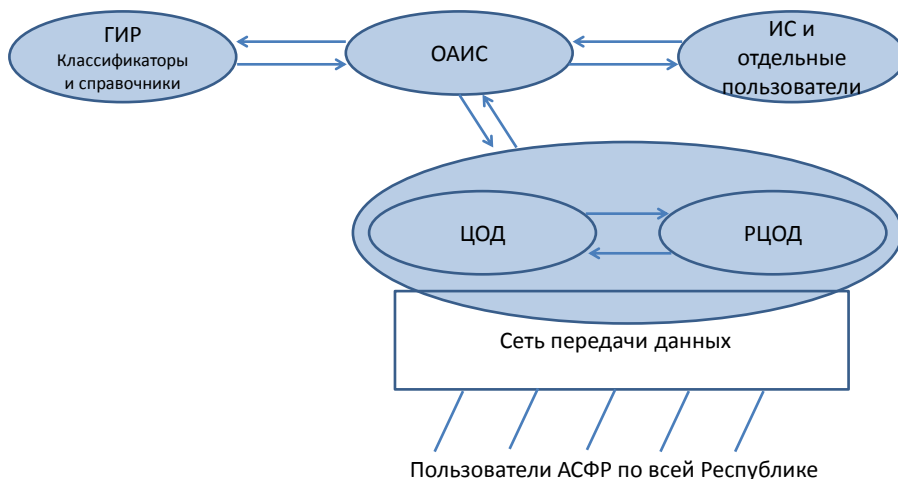 ГИР
Классификаторы
и справочники
ОАИС
ИС и
отдельные
пользователи
ЦОД
РЦОД
Сеть передачи данных
Пользователи АСФР по всей Республике